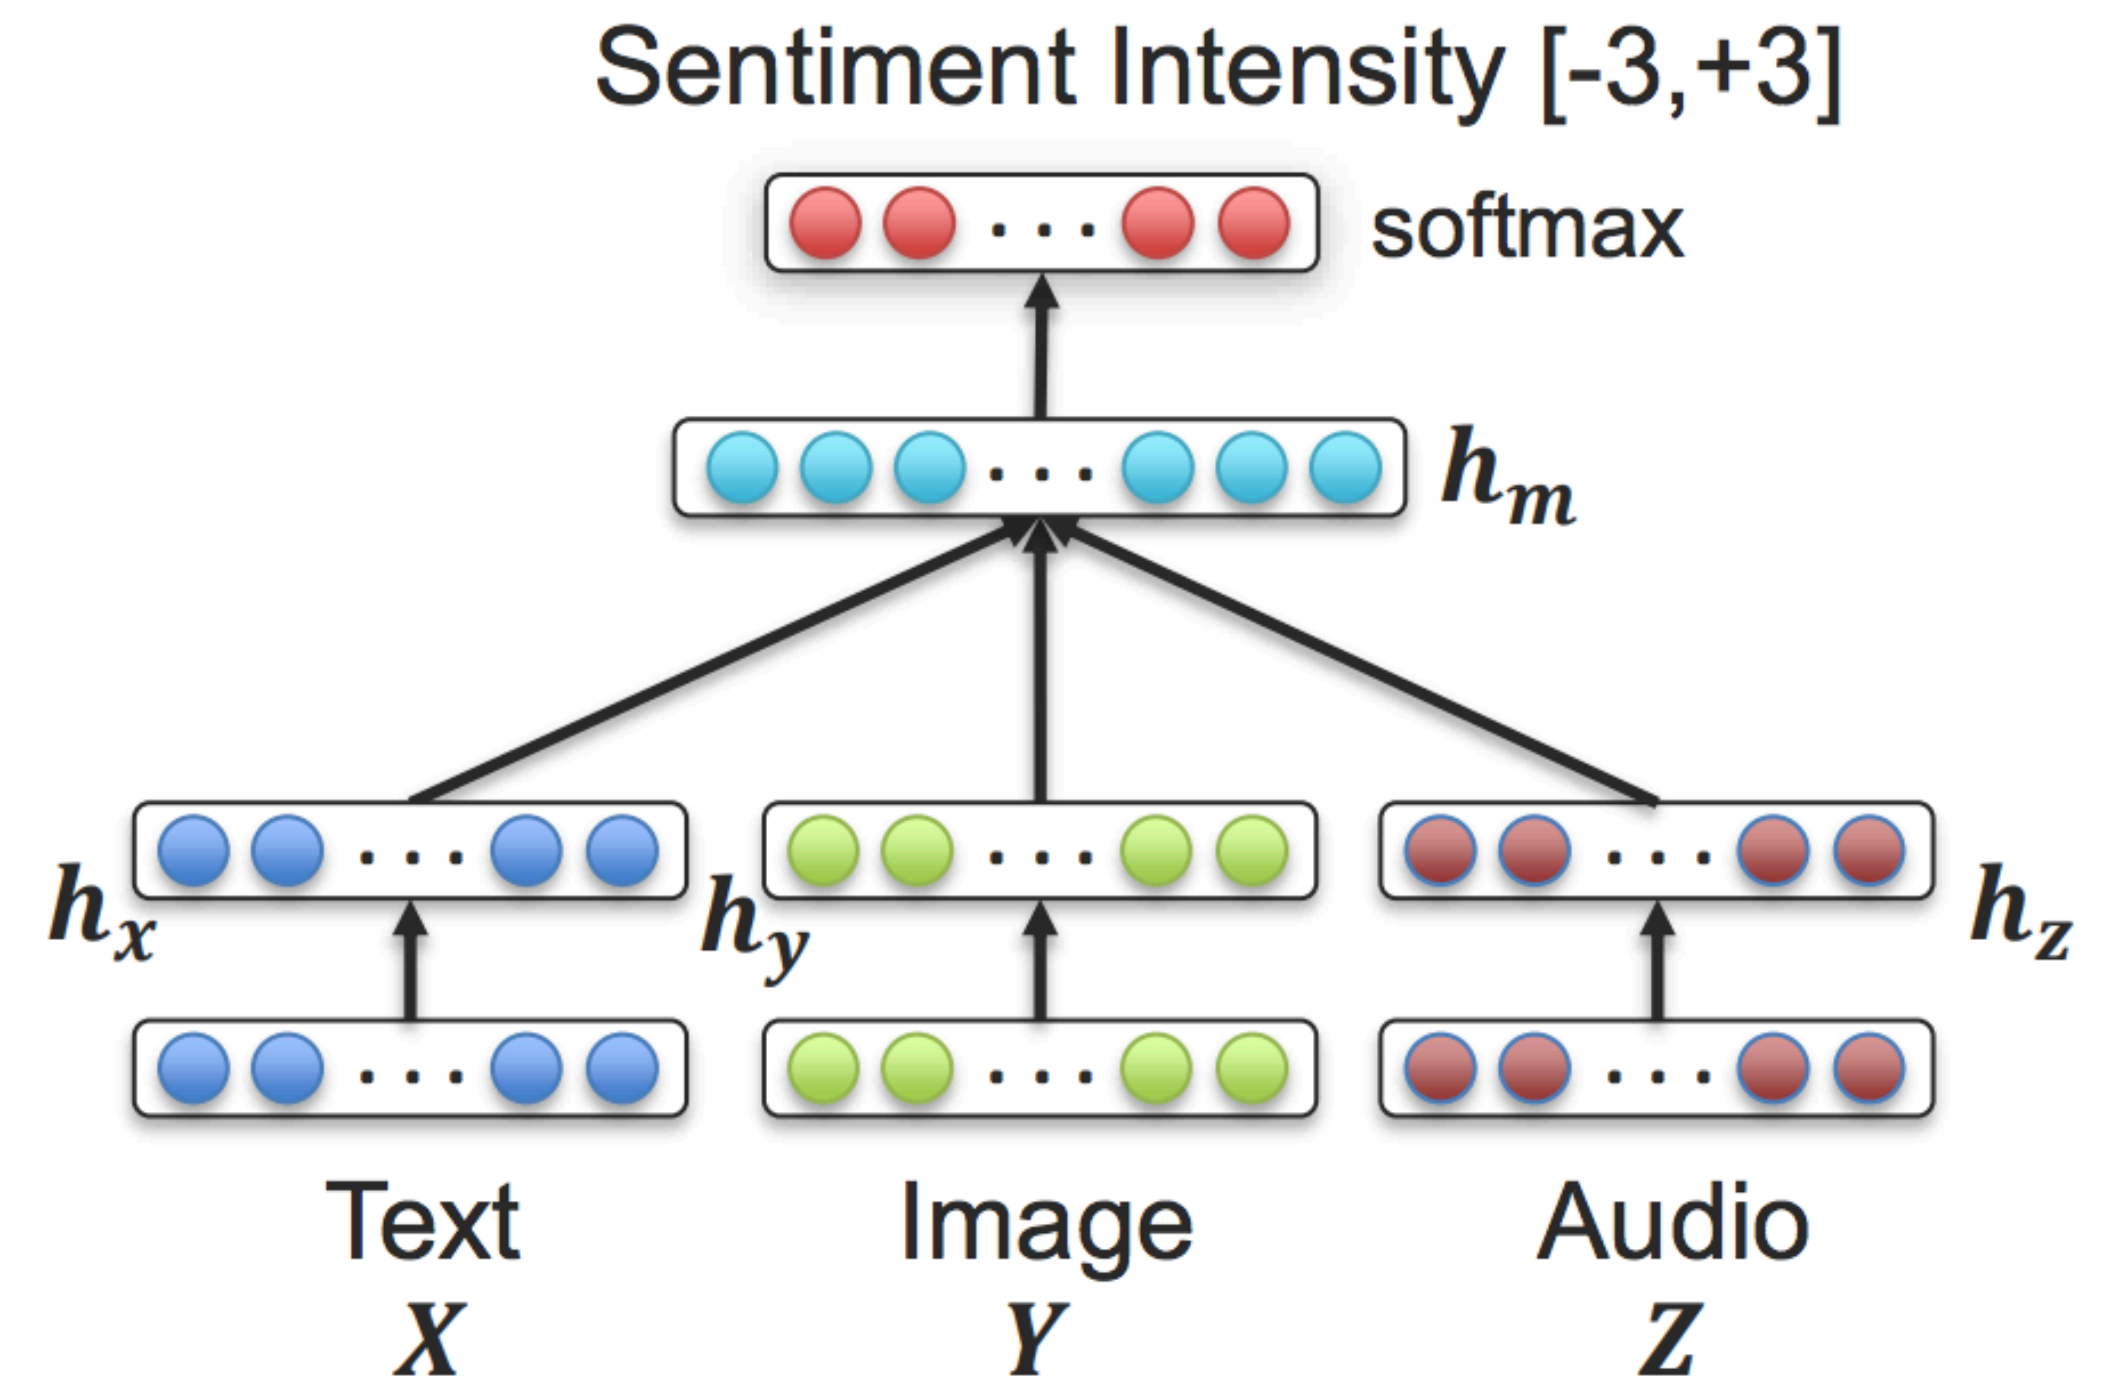 Sentiment Intensity [-3,+3]
softmax
h_m
h_x
h_y
h_z
Text
Image
Audio
X
Y
Z